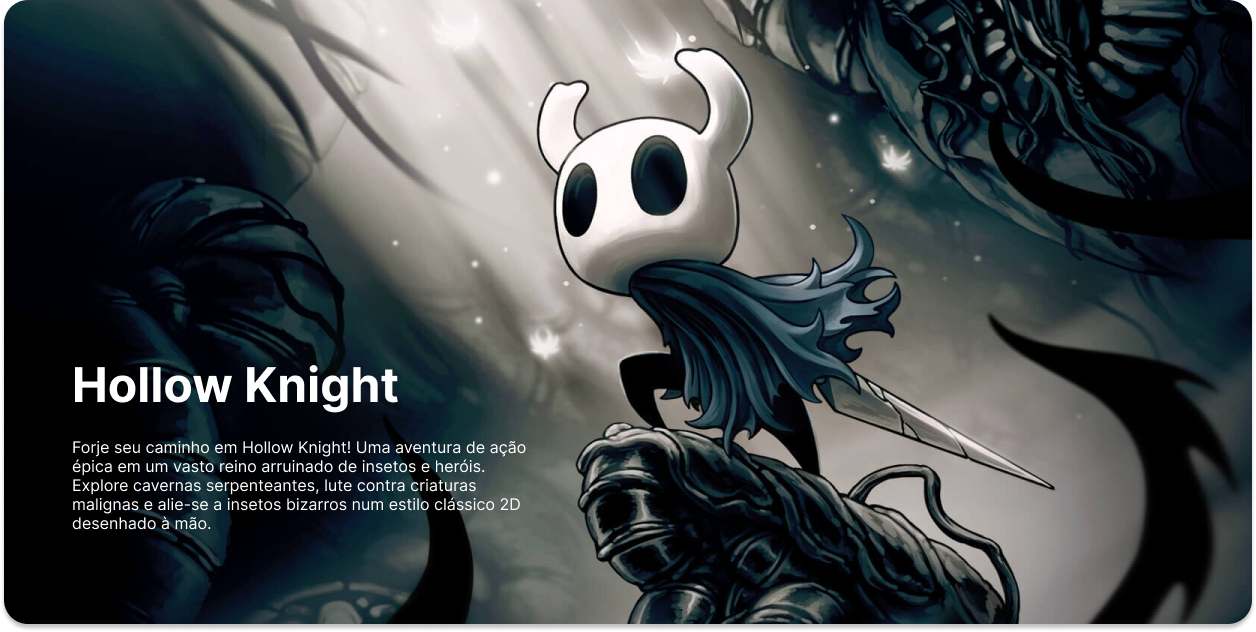 Hollow Knight
Forje seu caminho em Hollow Knight! Uma aventura de ação
épica em um vasto reino arruinado de insetos e heróis.
Explore cavernas serpenteantes, lute contra criaturas
malignas e alie-se a insetos bizarros num estilo clássico 2D
desenhado à mão.